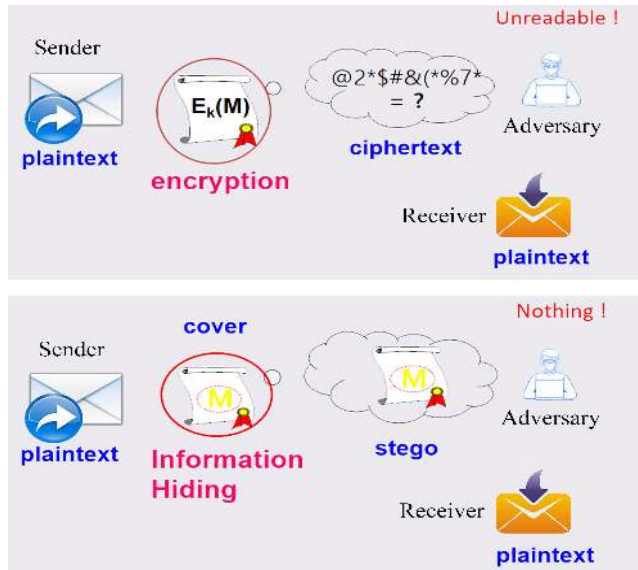 Unreadable !
Sender
@2*$#&(*%7*
= ?
E_k(M)
Adversary
plaintext
ciphertext
encryption
Receiver
plaintext
Nothing !
cover
Sender
M
M
Adversary
plaintext
stego
Information
Hiding
Receiver
plaintext